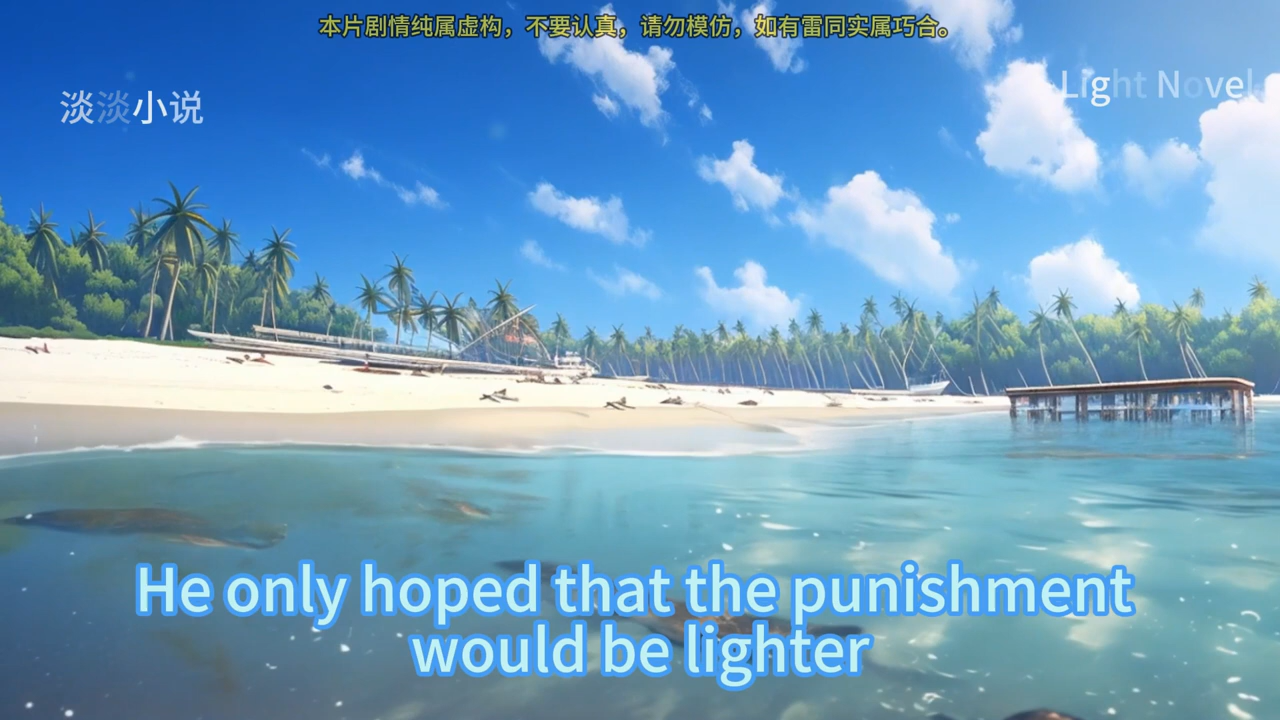 本片剧情纯属虚构，不要认真，请勿模仿，如有雷同实属巧合。
淡淡小说
Light Novel
He only hoped that the punishment
would be lighter